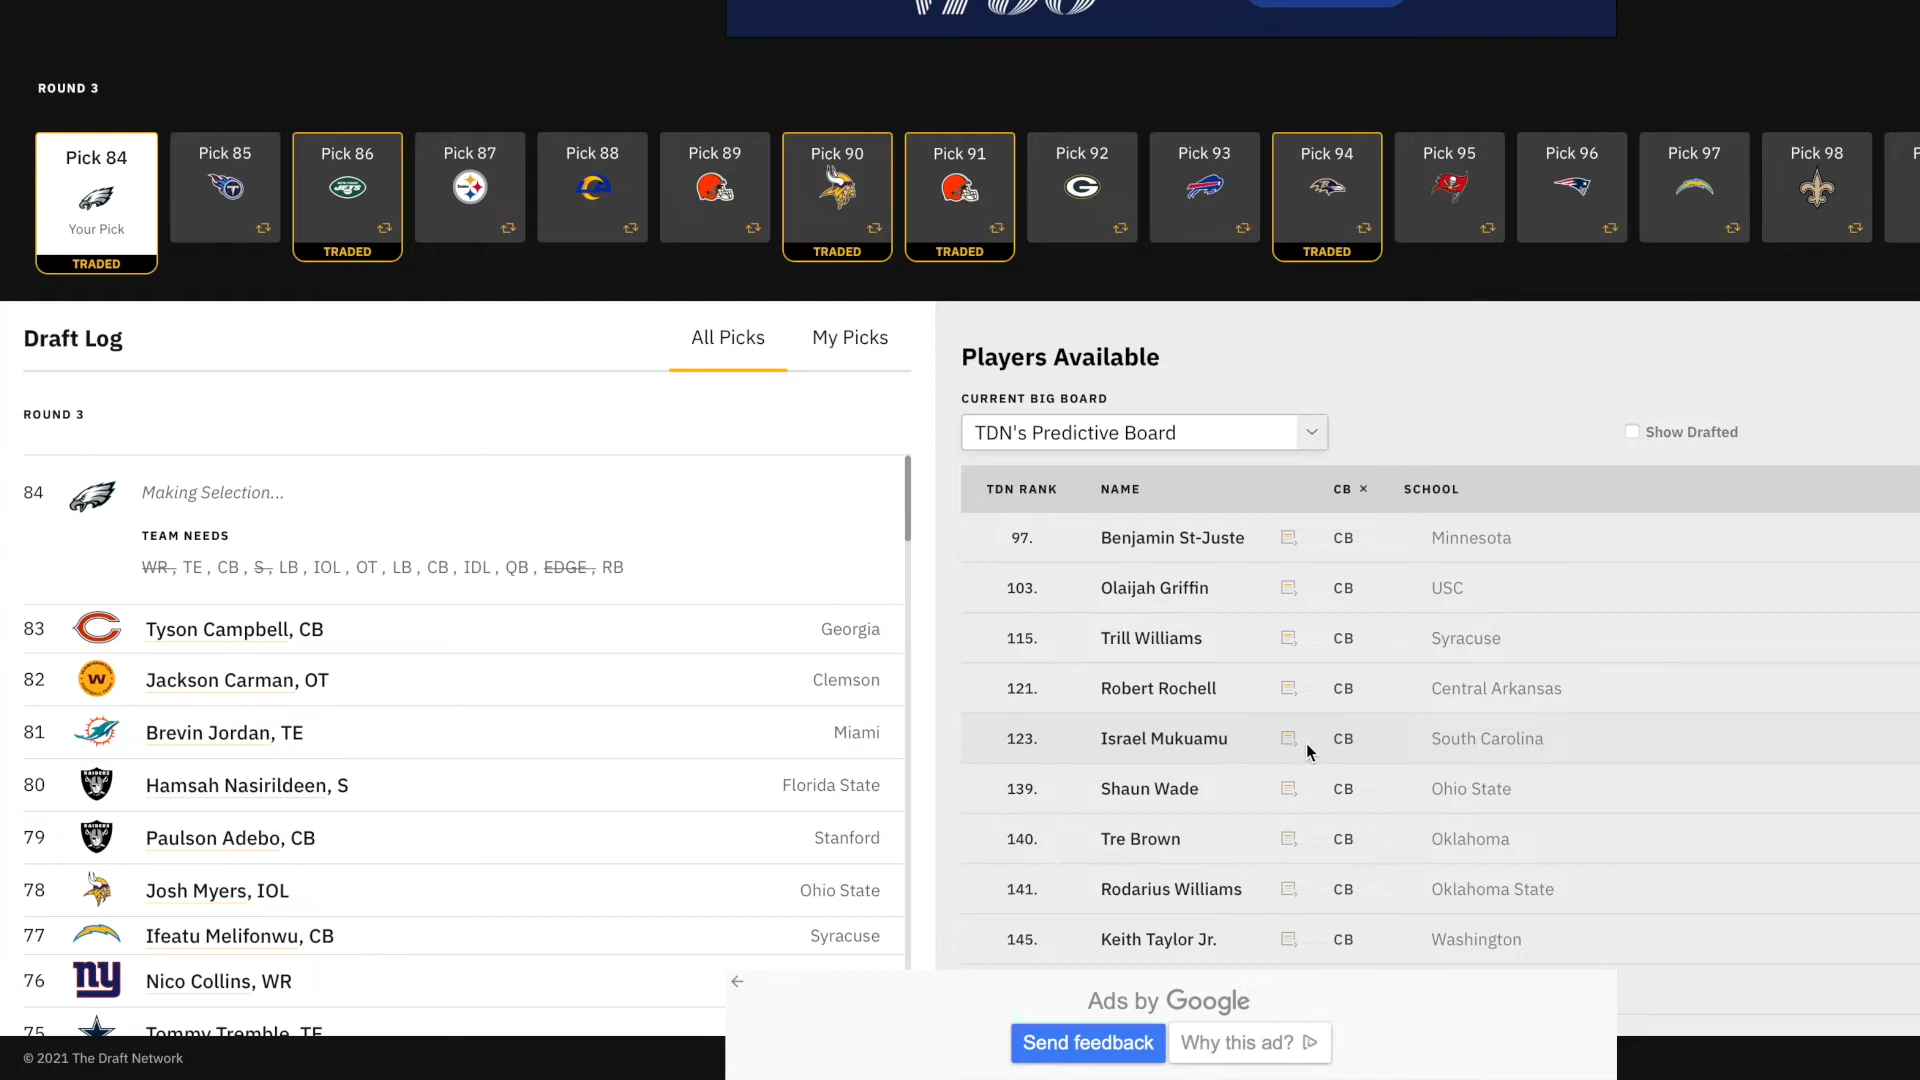 ROUND 3
Pick 84
Your Pick
TRADED
Pick 85
Pick 86
TRADED
Pick 87
Pick 88
Pick 89
Pick 90
TRADED
Pick 91
TRADED
Pick 92
Pick 93
Pick 94
TRADED
Pick 95
Pick 96
Pick 97
Pick 98
Draft Log
All Picks
My Picks
ROUND 3
84 Making Selection...
TEAM NEEDS
WR , TE , CB , S , LB , IOL , OT , LB , CB , IDL , QB , EDGE , RB
83 Tyson Campbell, CB Georgia
82 Jackson Carman, OT Clemson
81 Brevin Jordan, TE Miami
80 Hamsah Nasirildeen, S Florida State
79 Paulson Adebo, CB Stanford
78 Josh Myers, IOL Ohio State
77 Ifeatu Melifonwu, CB Syracuse
76 Nico Collins, WR
75 Tommy Tremble, TE
Players Available
CURRENT BIG BOARD
TDN's Predictive Board
Show Drafted
TDN RANK NAME CB × SCHOOL
97. Benjamin St-Juste CB Minnesota
103. Olaijah Griffin CB USC
115. Trill Williams CB Syracuse
121. Robert Rochell CB Central Arkansas
123. Israel Mukuamu CB South Carolina
139. Shaun Wade CB Ohio State
140. Tre Brown CB Oklahoma
141. Rodarius Williams CB Oklahoma State
145. Keith Taylor Jr. CB Washington
Ads by Google
Send feedback
Why this ad?
© 2021 The Draft Network